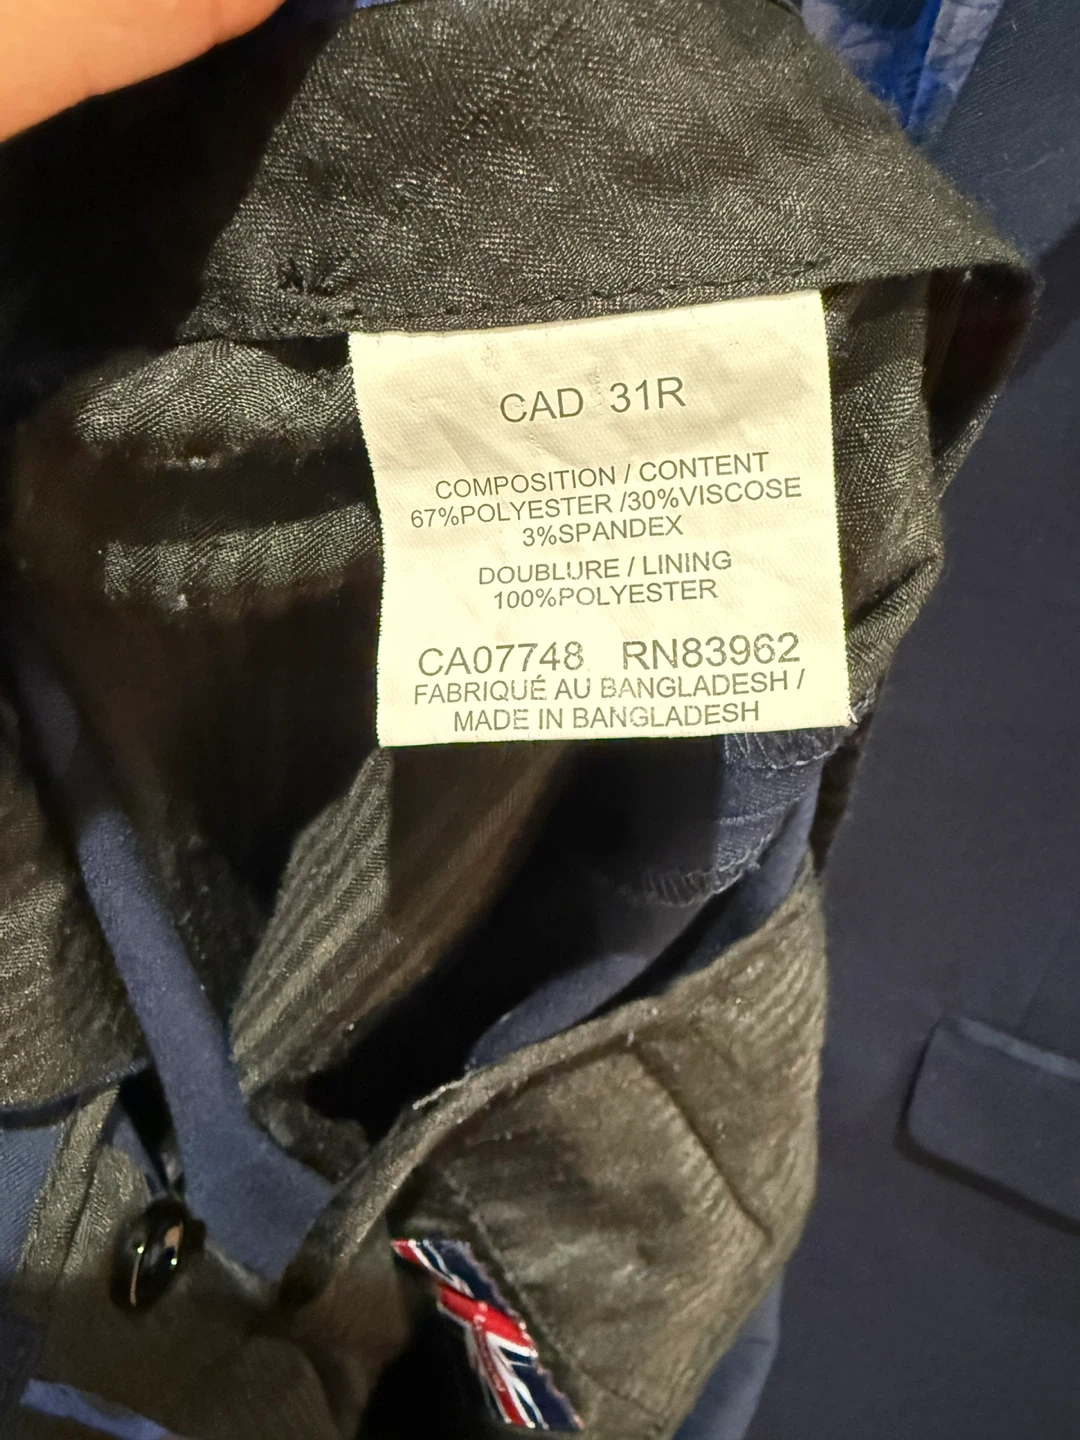 CAD 31R
COMPOSITION / CONTENT
67%POLYESTER /30%VISCOSE
3%SPANDEX
DOUBLURE / LINING
100%POLYESTER
CA07748 RN83962
FABRIQUÉ AU BANGLADESH /
MADE IN BANGLADESH